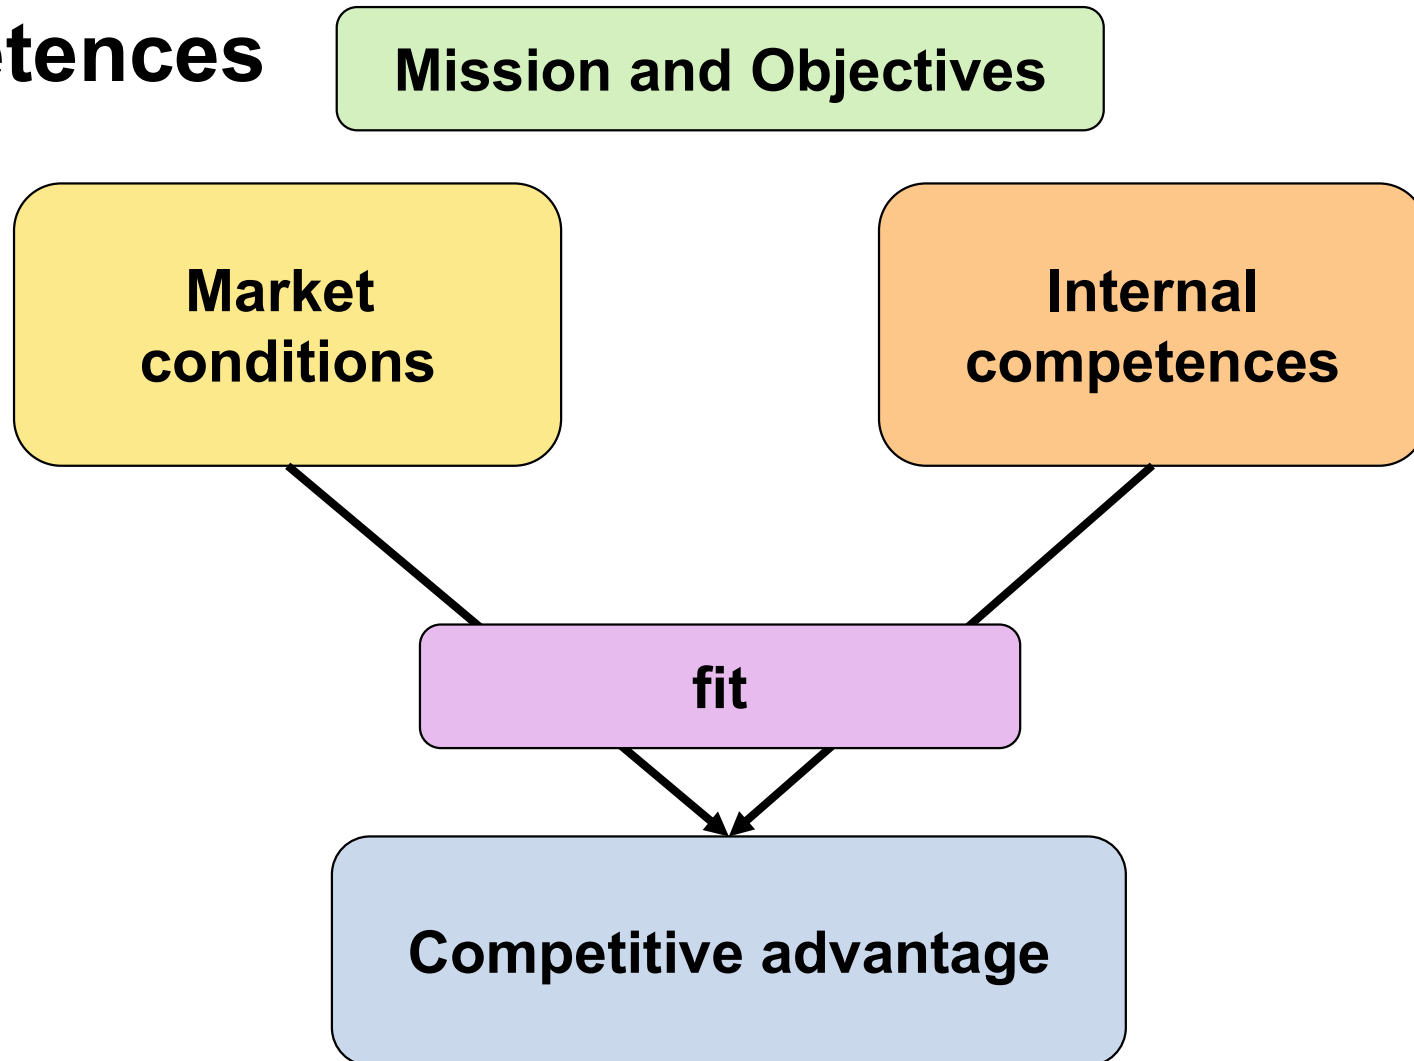 etences
Mission and Objectives
Market
conditions
Internal
competences
fit
Competitive advantage